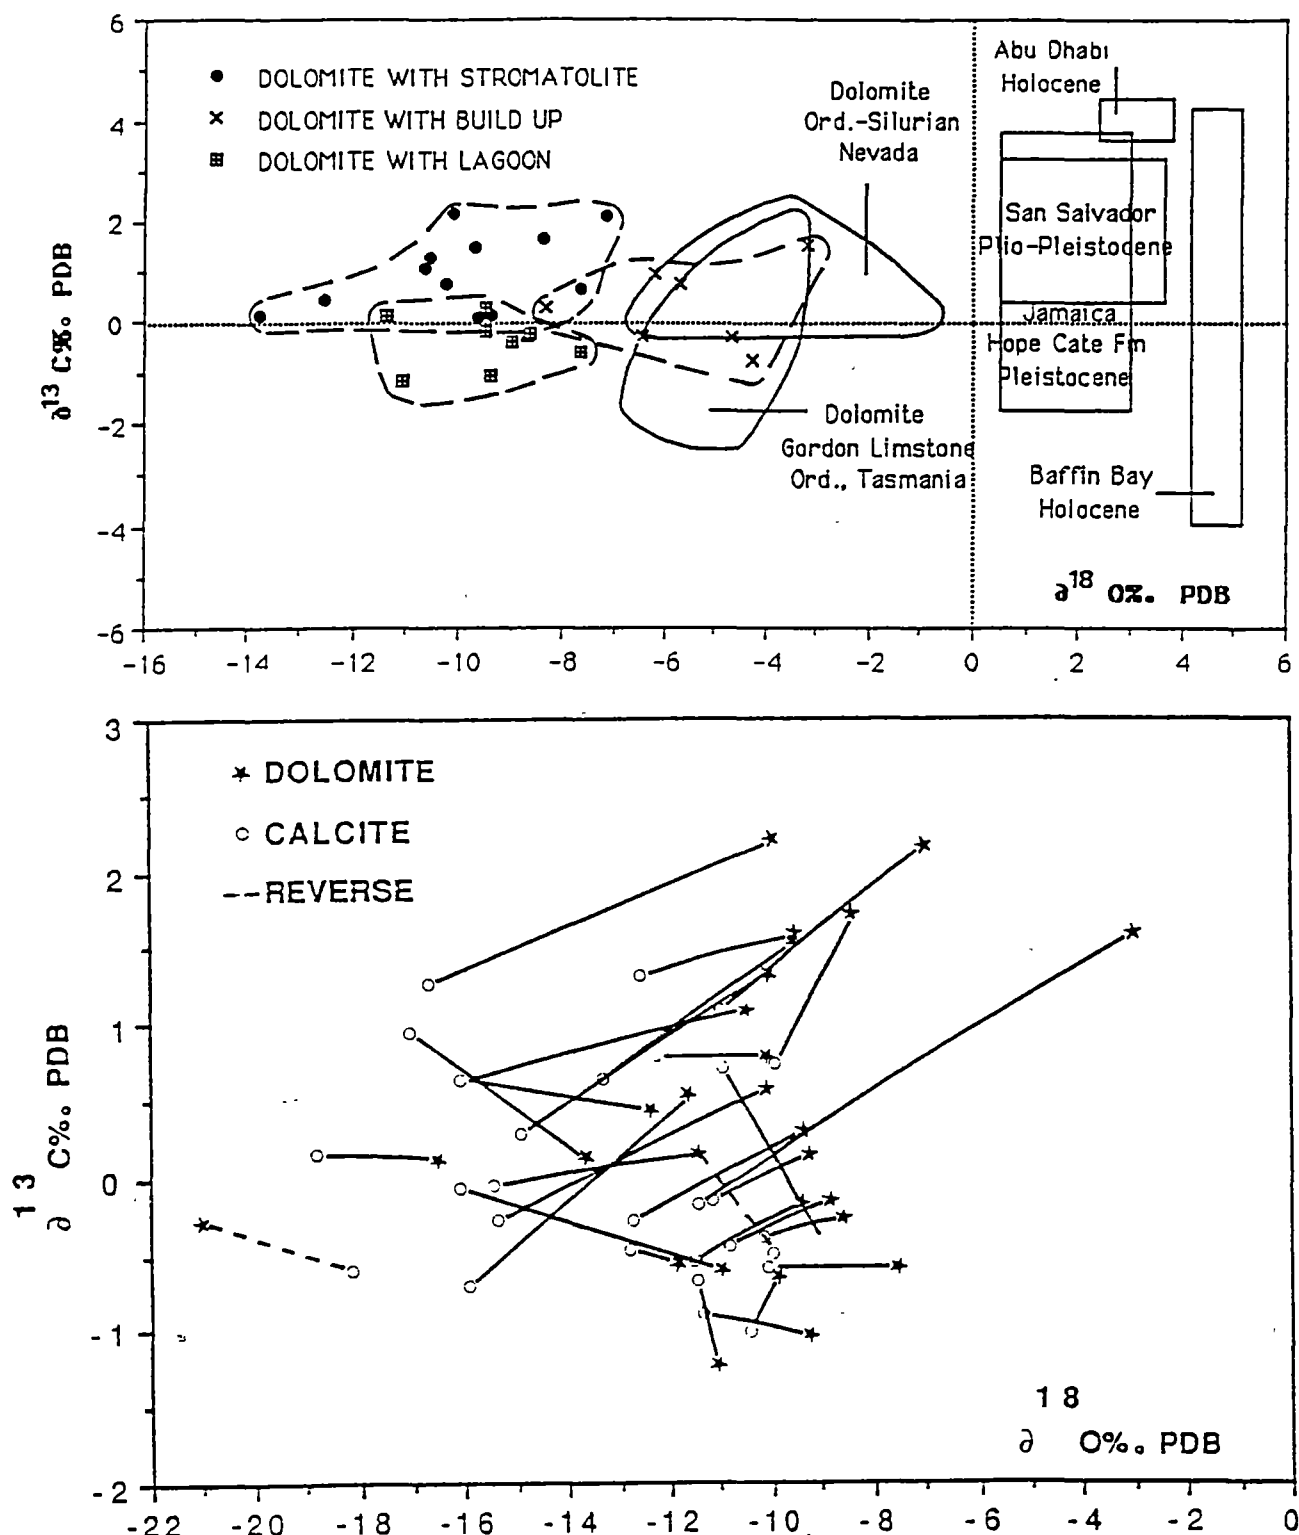 6
4
2
0
-2
-4
-6
∂13 C‰ PDB
● DOLOMITE WITH STROMATOLITE
× DOLOMITE WITH BUILD UP
⊞ DOLOMITE WITH LAGOON
Dolomite
Ord.-Silurian
Nevada
Abu Dhabi
Holocene
San Salvador
Plio-Pleistocene
Jamaica
Hope Cate Fm
Pleistocene
Dolomite
Gordon Limstone
Ord., Tasmania
Baffin Bay
Holocene
∂18 O‰ PDB
-16 -14 -12 -10 -8 -6 -4 -2 0 2 4 6
3
2
1
0
-1
-2
∂13 C‰ PDB
★ DOLOMITE
○ CALCITE
-- REVERSE
18
∂ O‰ PDB
-22 -20 -18 -16 -14 -12 -10 -8 -6 -4 -2 0